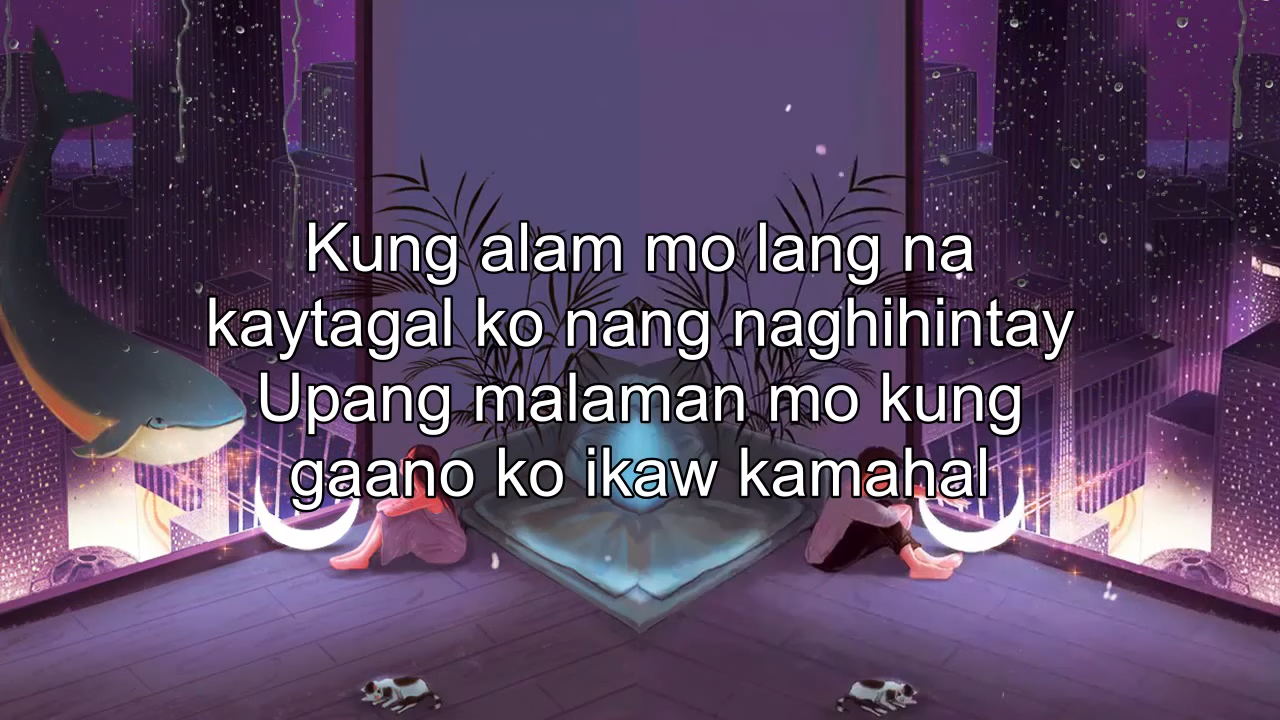 Kung alam mo lang na
kaytagal ko nang naghihintay
Upang malaman mo kung
gaano ko ikaw kamahal